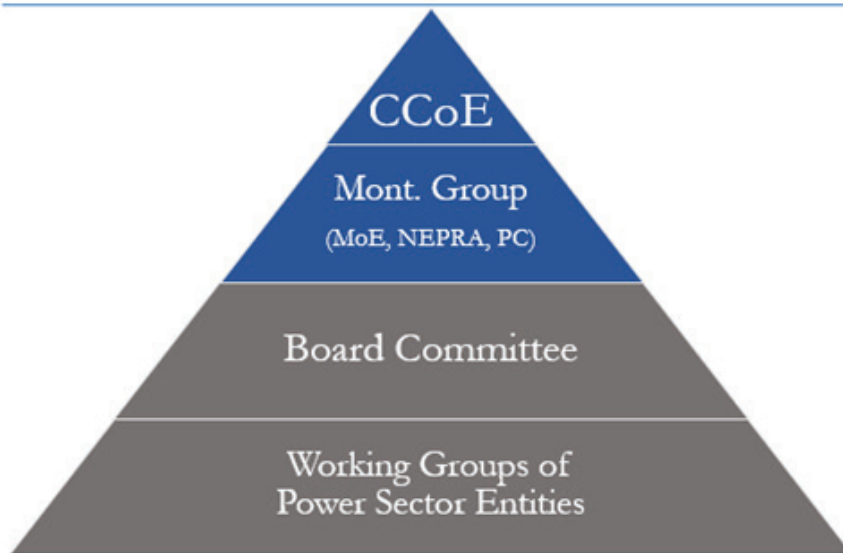 CCoE
Mont. Group
(MoE, NEPRA, PC)
Board Committee
Working Groups of
Power Sector Entities